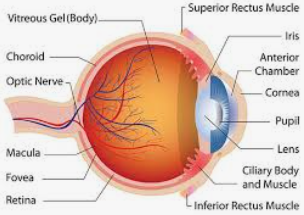 Vitreous Gel (Body)
Choroid
Optic Nerve
Macula
Fovea
Retina
Superior Rectus Muscle
Iris
Anterior
Chamber
Cornea
Pupil
Lens
Ciliary Body
and Muscle
Inferior Rectus Muscle